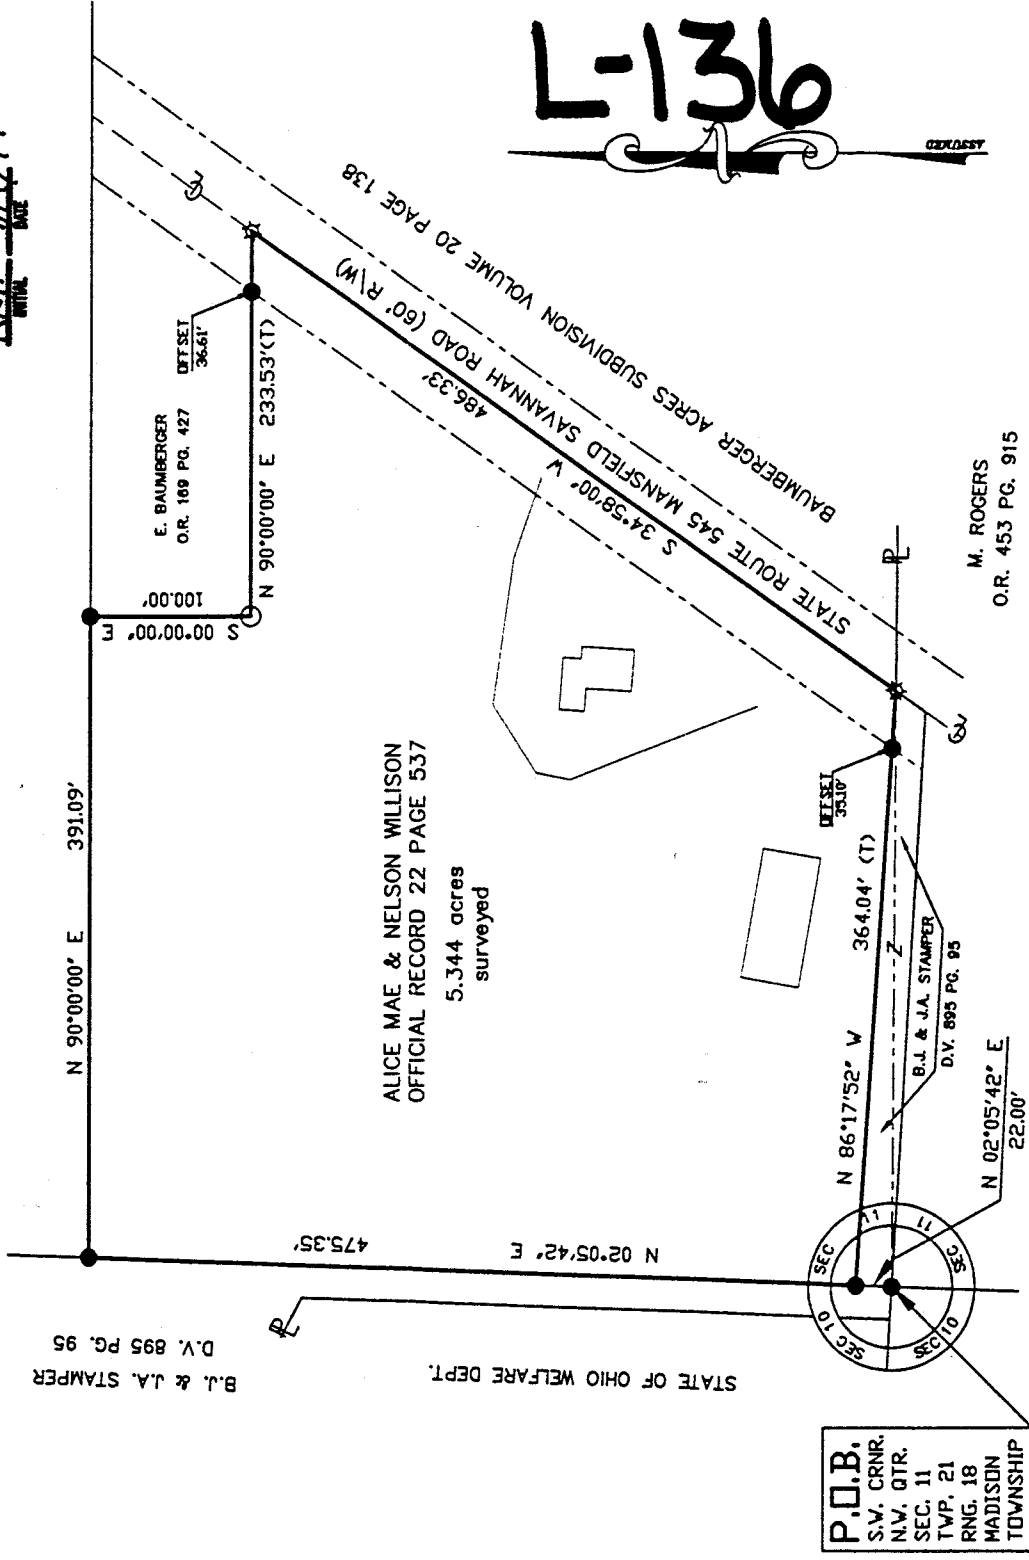 L-136
INITIAL
DATE
ASSUMED
BAUMBERGER ACRES SUBDIVISION VOLUME 20 PAGE 138
STATE ROUTE 545 MANSFIELD SAVANNAH ROAD (60' R\W)
S 34°58'00" W
486.33'
E. BAUMBERGER
O.R. 169 PG. 427
OFFSET
36.61'
N 90°00'00" E 233.53'(T)
S 00°00'00" E
100.00'
N 90°00'00" E 391.09'
ALICE MAE & NELSON WILLISON
OFFICIAL RECORD 22 PAGE 537
5.344 acres
surveyed
M. ROGERS
O.R. 453 PG. 915
PL
OFFSET
35.10'
N 86°17'52" W 364.04' (T)
B.J. & J.A. STAMPER
D.V. 895 PG. 95
N 02°05'42" E
22.00'
N 02°05'42" E 475.35'
PL
B.J. & J.A. STAMPER
D.V. 895 PG. 95
STATE OF OHIO WELFARE DEPT.
SEC 11
SEC 11
SEC 10
SEC 10
P.O.B.
S.W. CRNR.
N.W. QTR.
SEC. 11
TWP. 21
RNG. 18
MADISON
TOWNSHIP